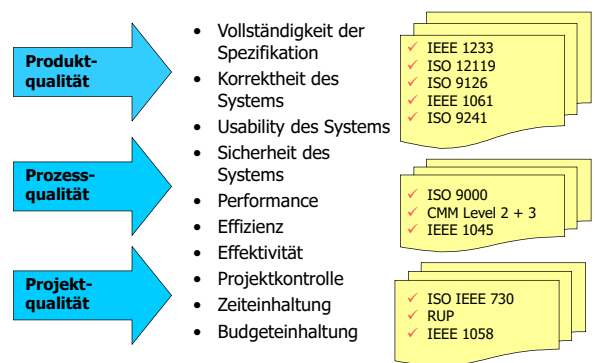 Produkt-
qualität
Prozess-
qualität
Projekt-
qualität
• Vollständigkeit der
Spezifikation
• Korrektheit des
Systems
• Usability des Systems
• Sicherheit des
Systems
• Performance
• Effizienz
• Effektivität
• Projektkontrolle
• Zeiteinhaltung
• Budgeteinhaltung
✓ IEEE 1233
✓ ISO 12119
✓ ISO 9126
✓ IEEE 1061
✓ ISO 9241
✓ ISO 9000
✓ CMM Level 2 + 3
✓ IEEE 1045
✓ ISO IEEE 730
✓ RUP
✓ IEEE 1058